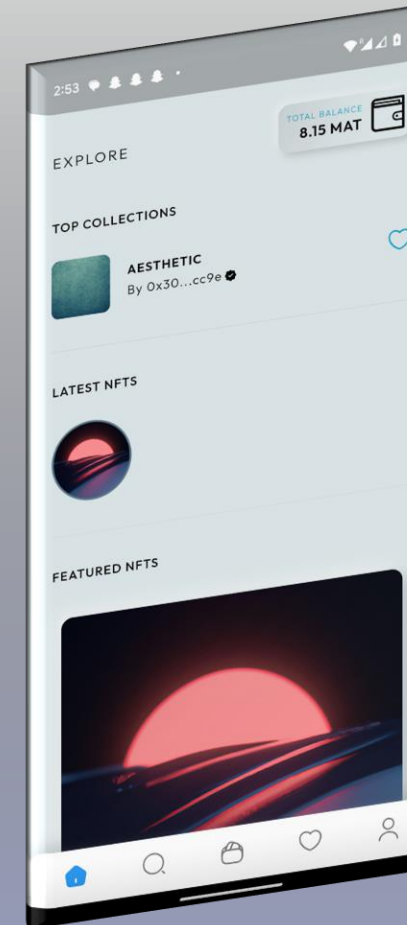 2:53
EXPLORE
TOTAL BALANCE
8.15 MAT
TOP COLLECTIONS
AESTHETIC
By 0x30...cc9e
LATEST NFTS
FEATURED NFTS